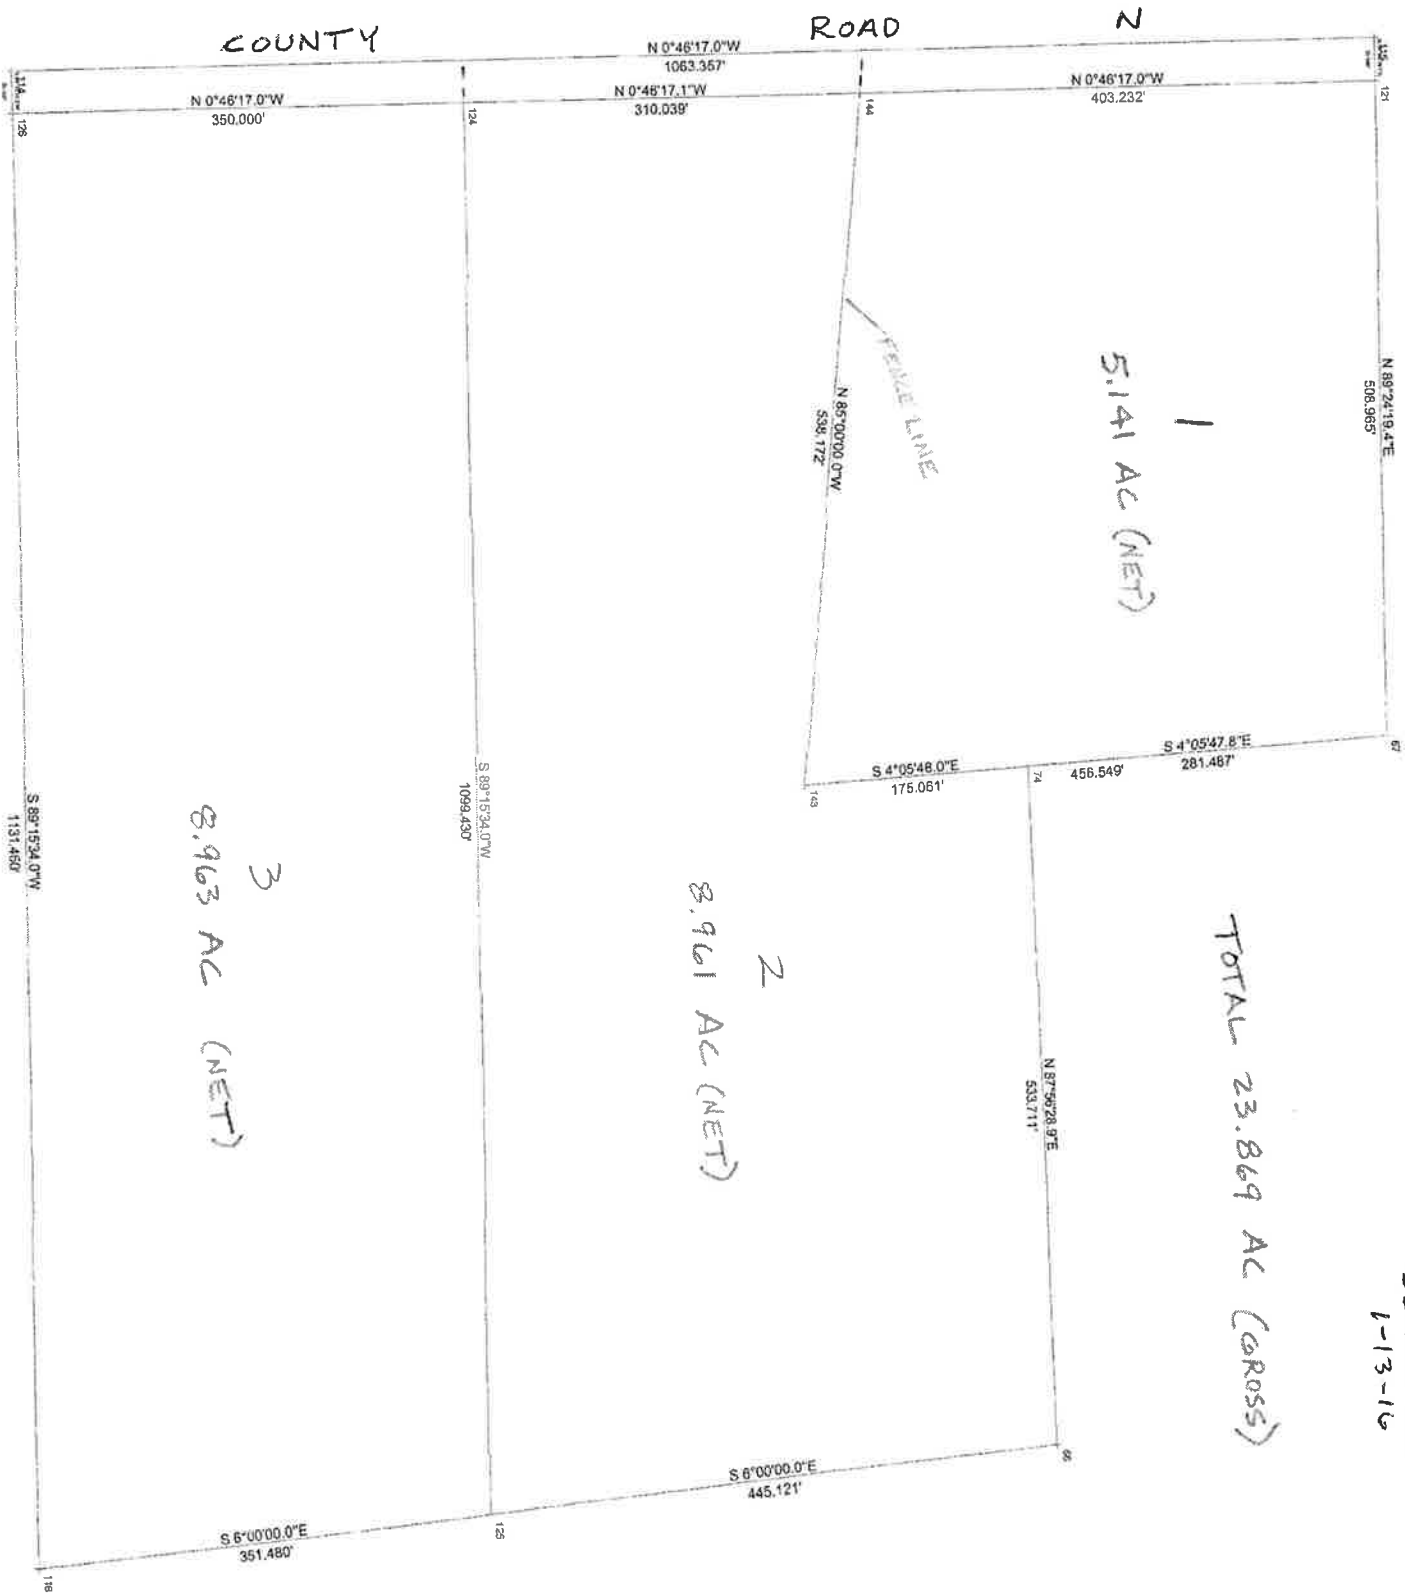 COUNTY ROAD N
N 0°46'17.0"W
1063.357'
N 0°46'17.0"W
350.000'
N 0°46'17.1"W
310.039'
N 0°46'17.0"W
403.232'
114
126
124
144
121
N 89°24'19.4"E
508.965'
1
5.141 AC (NET)
FENCE LINE
N 85°00'00.0"W
538.172'
S 4°05'47.8"E
281.487'
456.549'
S 4°05'48.0"E
175.061'
67
74
143
S 89°15'34.0"W
1099.430'
S 89°15'34.0"W
1131.460'
3
8.963 AC (NET)
2
8.961 AC (NET)
N 87°56'28.9"E
533.711'
TOTAL 23.869 AC (GROSS)
1-13-16
S 6°00'00.0"E
445.121'
66
S 6°00'00.0"E
351.480'
125
118